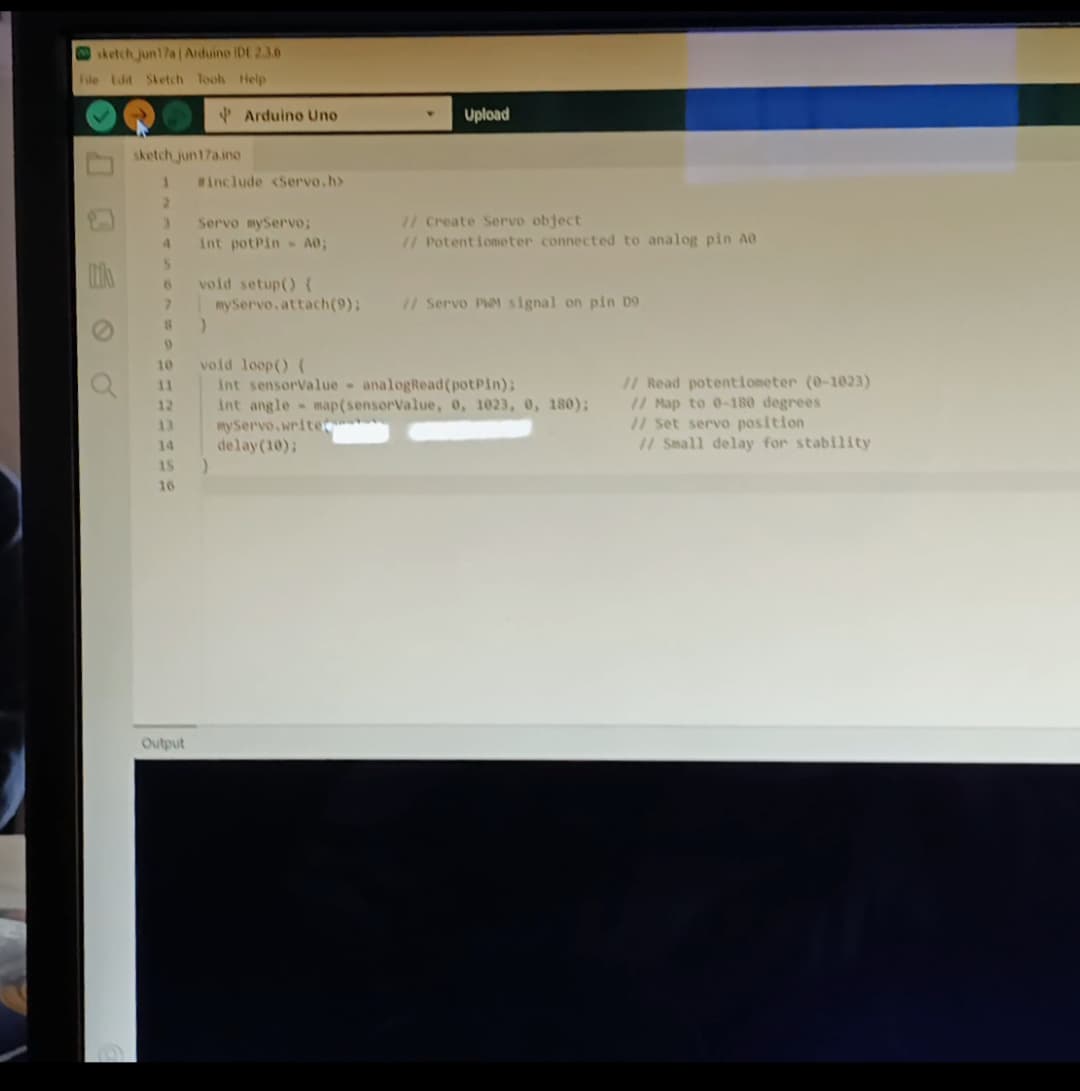 sketch_jun17a | Arduino IDE 2.3.6
File Edit Sketch Tools Help
Arduino Uno
Upload
sketch_jun17a.ino
1 #include <Servo.h>
2
3 Servo myServo; // Create Servo object
4 int potPin = A0; // Potentiometer connected to analog pin A0
5
6 void setup() {
7 myServo.attach(9); // Servo PWM signal on pin D9
8 }
9
10 void loop() {
11 int sensorValue = analogRead(potPin); // Read potentiometer (0-1023)
12 int angle = map(sensorValue, 0, 1023, 0, 180); // Map to 0-180 degrees
13 myServo.write( // Set servo position
14 delay(10); // Small delay for stability
15 }
16
Output